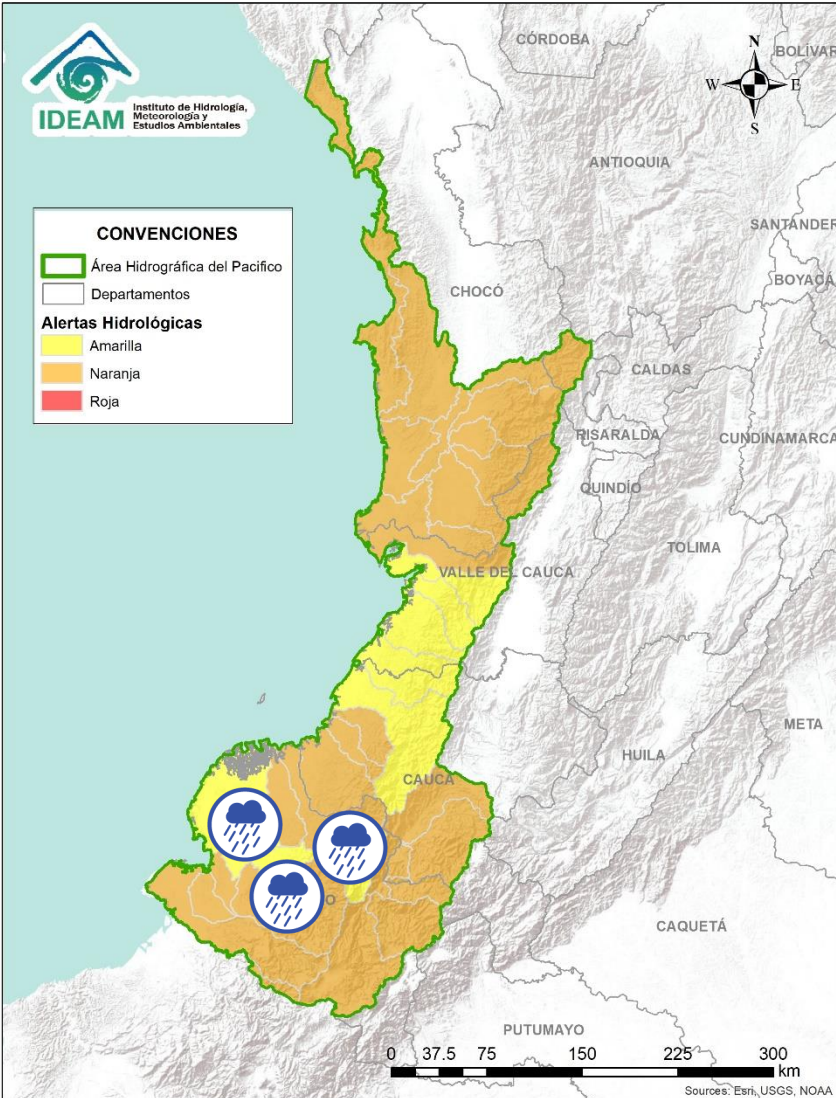 IDEAM
Instituto de Hidrología,
Meteorología y
Estudios Ambientales
CÓRDOBA
BOLÍVAR
N
W
E
S
ANTIOQUIA
SANTANDER
CONVENCIONES
Área Hidrográfica del Pacifico
Departamentos
Alertas Hidrológicas
Amarilla
Naranja
Roja
BOYACÁ
CHOCÓ
CALDAS
RISARALDA
CUNDINAMARCA
QUINDÍO
TOLIMA
VALLE DEL CAUCA
META
HUILA
CAUCA
O
CAQUETÁ
PUTUMAYO
0 37.5 75 150 225 300
km
Sources: Esri, USGS, NOAA